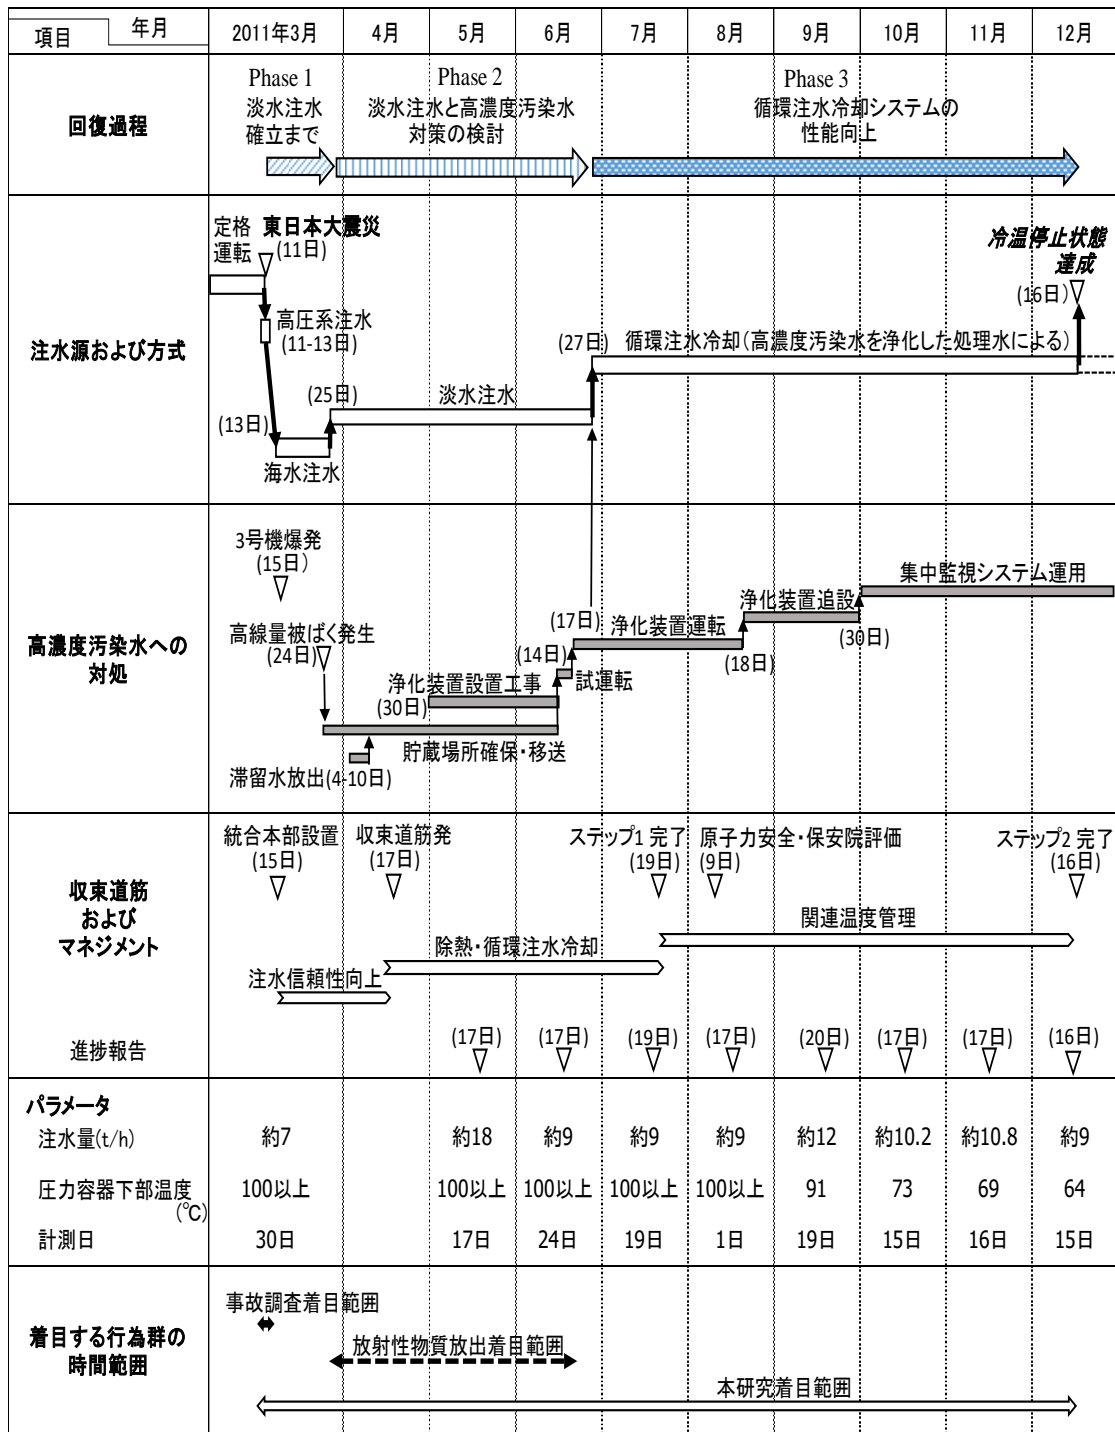 項目 年月 2011年3月 4月 5月 6月 7月 8月 9月 10月 11月 12月
回復過程
Phase 1
淡水注水
確立まで
Phase 2
淡水注水と高濃度汚染水
対策の検討
Phase 3
循環注水冷却システムの
性能向上
注水源および方式
定格
運転
東日本大震災
(11日)
高圧系注水
(11-13日)
(13日)
海水注水
(25日)
淡水注水
(27日)
循環注水冷却(高濃度汚染水を浄化した処理水による)
冷温停止状態
達成
(16日)
高濃度汚染水への
対処
3号機爆発
(15日)
高線量被ばく発生
(24日)
滞留水放出(4-10日)
貯蔵場所確保・移送
浄化装置設置工事
(30日)
(14日)
試運転
(17日)
浄化装置運転
(18日)
浄化装置追設
(30日)
集中監視システム運用
収束道筋
および
マネジメント
統合本部設置
(15日)
収束道筋発
(17日)
ステップ1 完了
(19日)
原子力安全・保安院評価
(9日)
ステップ2 完了
(16日)
関連温度管理
除熱・循環注水冷却
注水信頼性向上
進捗報告 (17日) (17日) (19日) (17日) (20日) (17日) (17日) (16日)
パラメータ
注水量(t/h) 約7 約18 約9 約9 約9 約12 約10.2 約10.8 約9
圧力容器下部温度 100以上 100以上 100以上 100以上 100以上 91 73 69 64
(℃)
計測日 30日 17日 24日 19日 1日 19日 15日 16日 15日
着目する行為群の
時間範囲
事故調査着目範囲
放射性物質放出着目範囲
本研究着目範囲